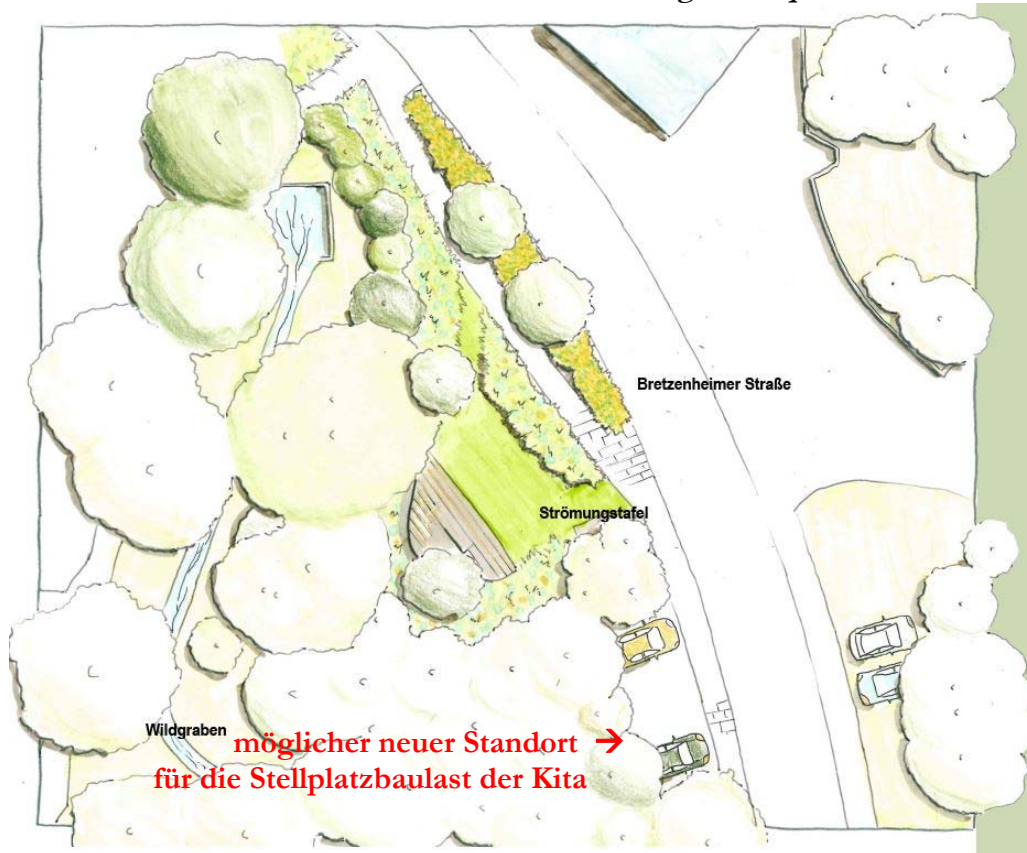 Bretzenheimer Straße
Strömungstafel
Wildgraben
möglicher neuer Standort →
für die Stellplatzbaulast der Kita